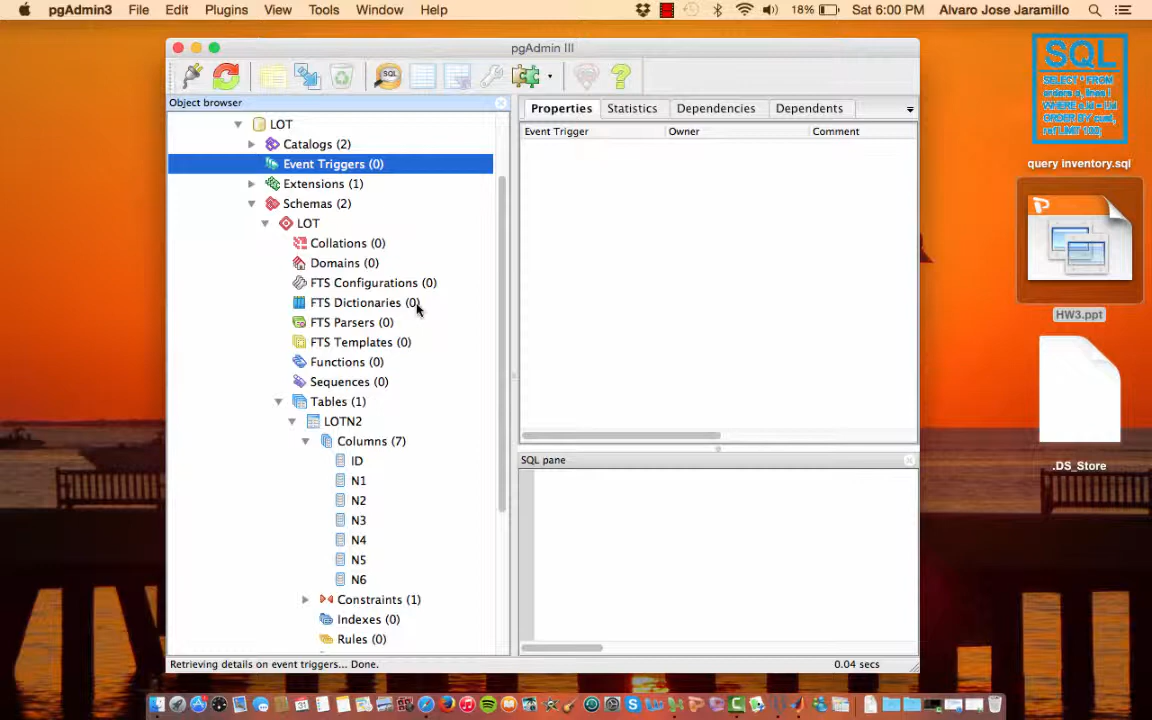 pgAdmin3 File Edit Plugins View Tools Window Help 18% Sat 6:00 PM Alvaro Jose Jaramillo
pgAdmin III
SQL
Object browser
Properties Statistics Dependencies Dependents
Event Trigger Owner Comment
LOT
Catalogs (2)
Event Triggers (0)
Extensions (1)
Schemas (2)
LOT
Collations (0)
Domains (0)
FTS Configurations (0)
FTS Dictionaries (0)
FTS Parsers (0)
FTS Templates (0)
Functions (0)
Sequences (0)
Tables (1)
LOTN2
Columns (7)
ID
N1
N2
N3
N4
N5
N6
Constraints (1)
Indexes (0)
Rules (0)
SQL pane
Retrieving details on event triggers... Done. 0.04 secs
SQL
SELECT * FROM
query inventory.sql
HW3.ppt
.DS_Store